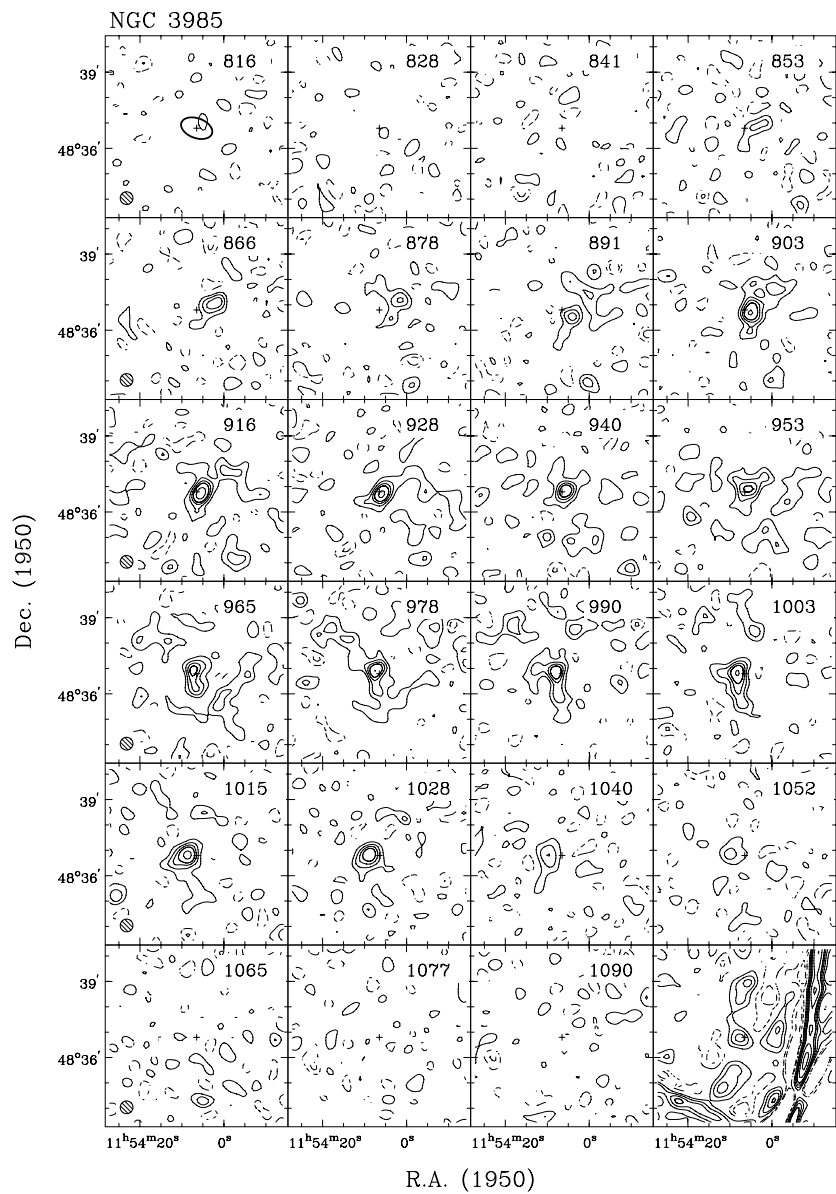 NGC 3985
816 828 841 853
39′
48°36′
866 878 891 903
39′
48°36′
916 928 940 953
39′
48°36′
Dec. (1950)
965 978 990 1003
39′
48°36′
1015 1028 1040 1052
39′
48°36′
1065 1077 1090
39′
48°36′
11ʰ54ᵐ20ˢ 0ˢ 11ʰ54ᵐ20ˢ 0ˢ 11ʰ54ᵐ20ˢ 0ˢ 11ʰ54ᵐ20ˢ 0ˢ
R.A. (1950)